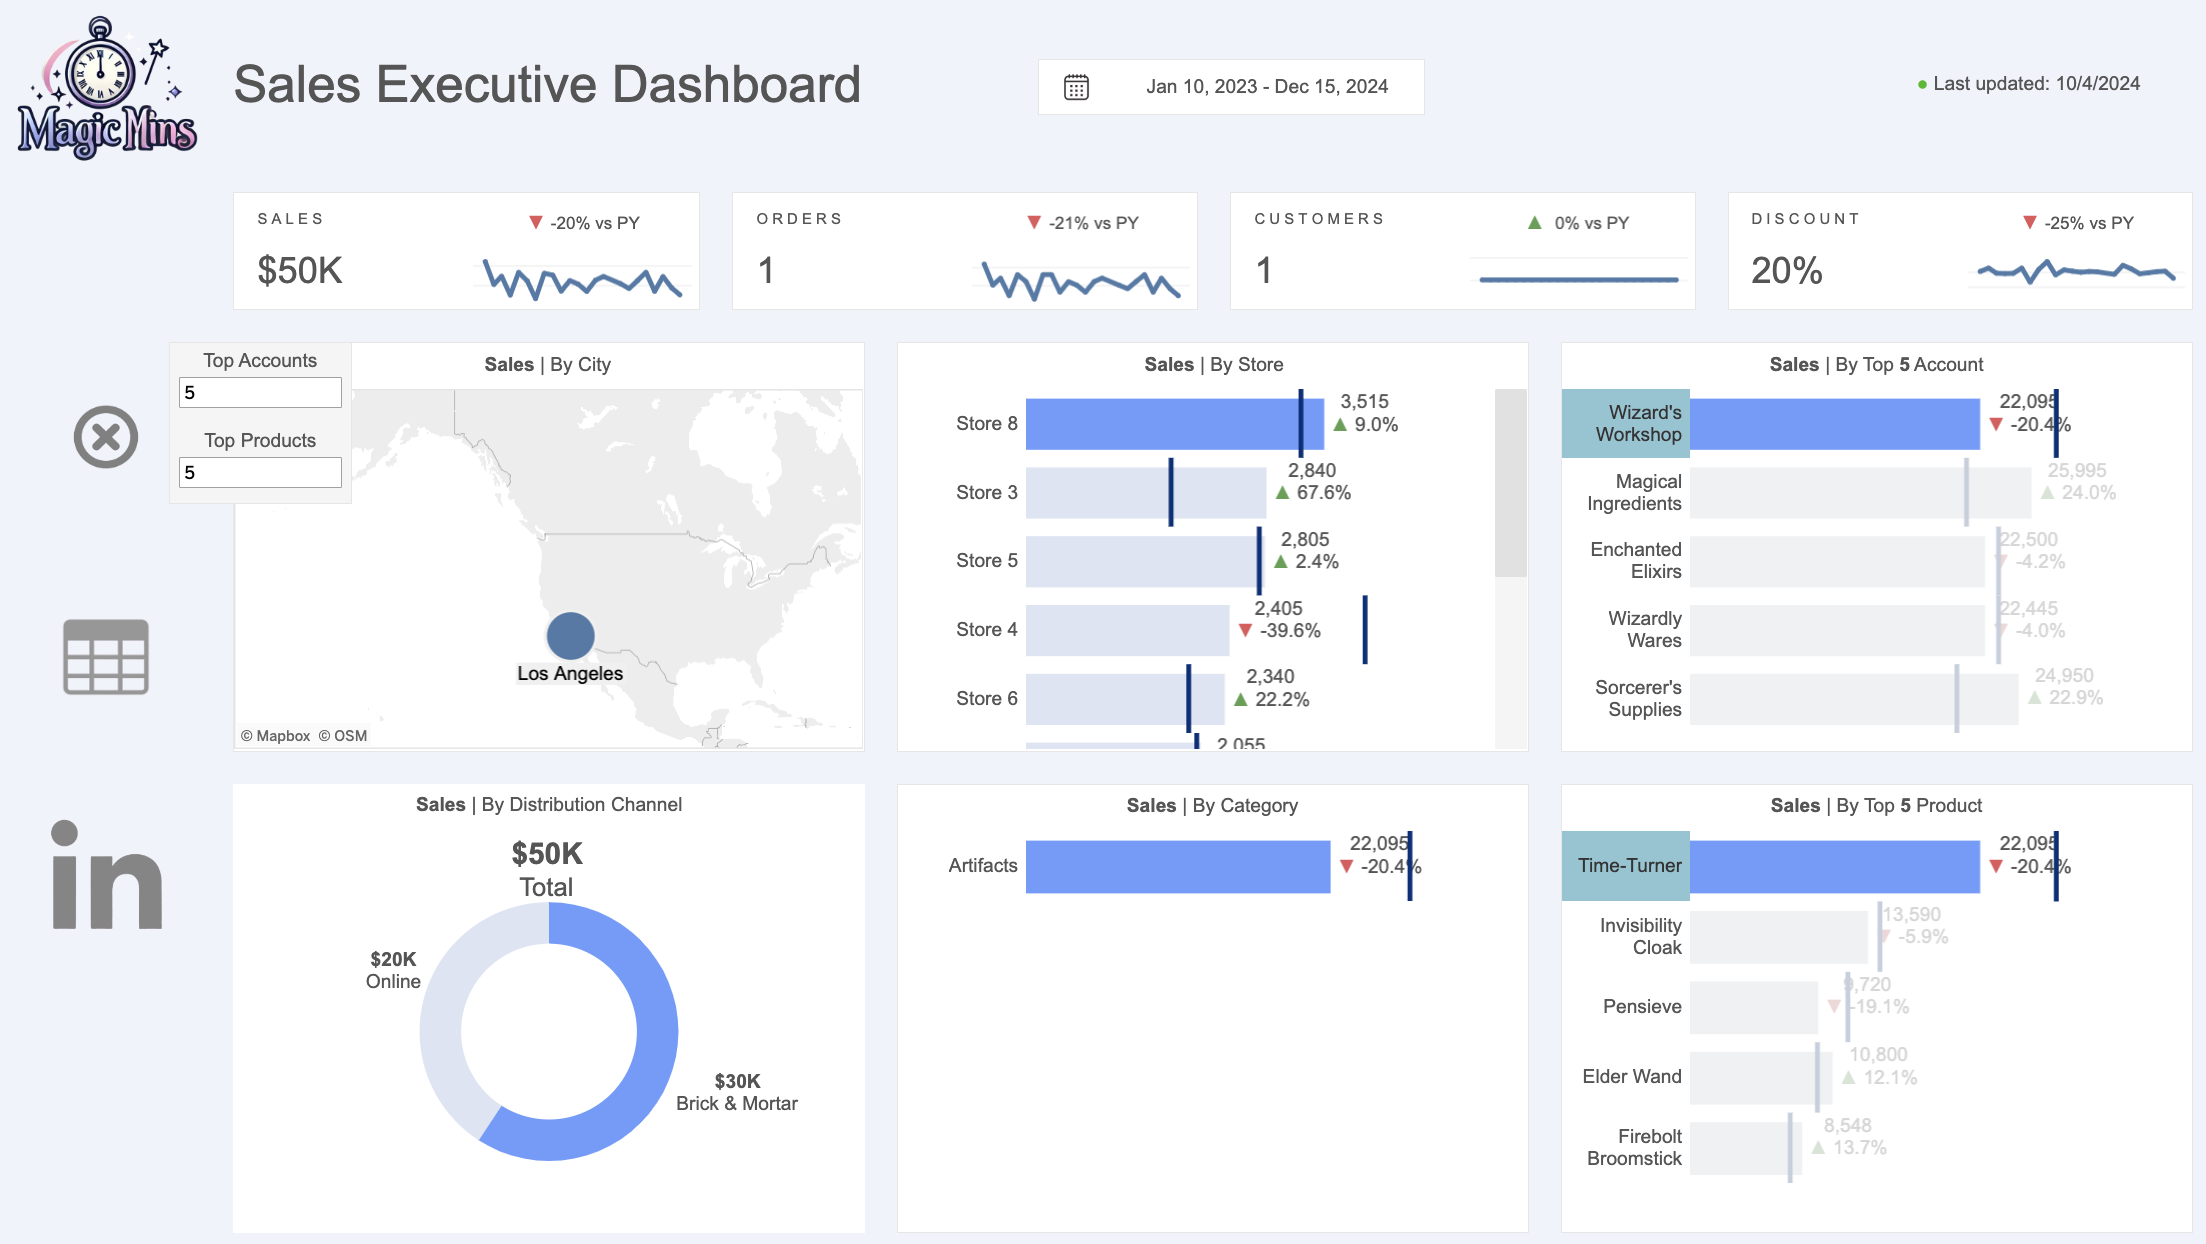 MagicMins
Sales Executive Dashboard
Jan 10, 2023 - Dec 15, 2024
Last updated: 10/4/2024
SALES
▼ -20% vs PY
$50K
ORDERS
▼ -21% vs PY
1
CUSTOMERS
▲ 0% vs PY
1
DISCOUNT
▼ -25% vs PY
20%
Top Accounts
5
Top Products
5
Sales | By City
Los Angeles
© Mapbox © OSM
Sales | By Store
Store 8
3,515
▲ 9.0%
Store 3
2,840
▲ 67.6%
Store 5
2,805
▲ 2.4%
Store 4
2,405
▼ -39.6%
Store 6
2,340
▲ 22.2%
2,055
Sales | By Top 5 Account
Wizard's
Workshop
22,095
▼ -20.4%
Magical
Ingredients
25,995
▲ 24.0%
Enchanted
Elixirs
22,500
▼ -4.2%
Wizardly
Wares
22,445
▼ -4.0%
Sorcerer's
Supplies
24,950
▲ 22.9%
Sales | By Distribution Channel
$50K
Total
$20K
Online
$30K
Brick & Mortar
in
Sales | By Category
Artifacts
22,095
▼ -20.4%
Sales | By Top 5 Product
Time-Turner
22,095
▼ -20.4%
Invisibility
Cloak
13,590
▼ -5.9%
Pensieve
9,720
▼ -19.1%
Elder Wand
10,800
▲ 12.1%
Firebolt
Broomstick
8,548
▲ 13.7%